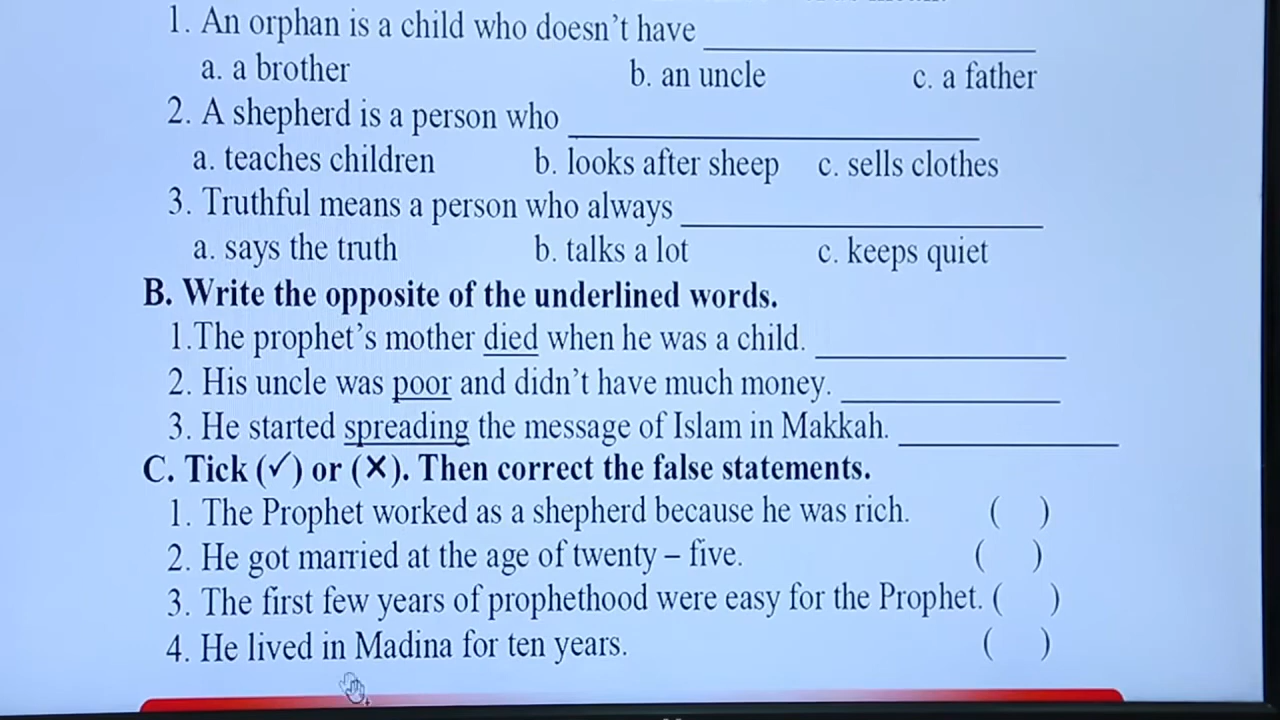 1. An orphan is a child who doesn't have ____________
a. a brother b. an uncle c. a father
2. A shepherd is a person who ____________
a. teaches children b. looks after sheep c. sells clothes
3. Truthful means a person who always ____________
a. says the truth b. talks a lot c. keeps quiet
B. Write the opposite of the underlined words.
1.The prophet's mother died when he was a child. ____________
2. His uncle was poor and didn't have much money. ____________
3. He started spreading the message of Islam in Makkah. ____________
C. Tick (✓) or (✕). Then correct the false statements.
1. The Prophet worked as a shepherd because he was rich. ( )
2. He got married at the age of twenty – five. ( )
3. The first few years of prophethood were easy for the Prophet. ( )
4. He lived in Madina for ten years. ( )